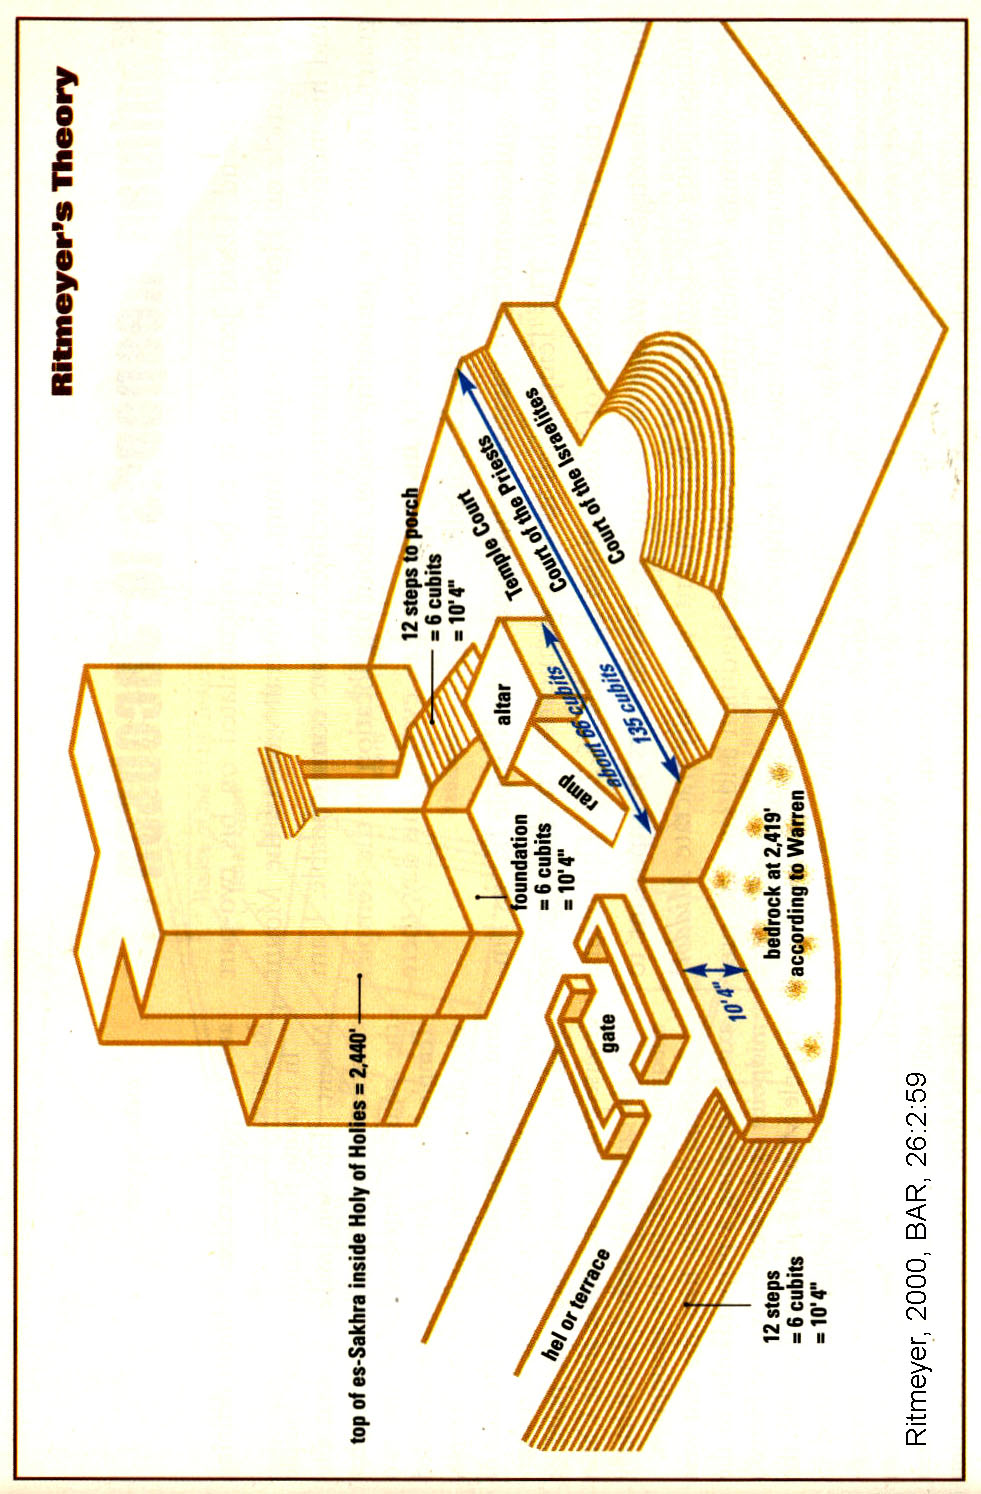 Ritmeyer's Theory
top of es-Sakhra inside Holy of Holies = 2,440'
12 steps to porch
= 6 cubits
= 10'4"
Temple Court
Court of the Priests
Court of the Israelites
altar
ramp
about 66 cubits
135 cubits
foundation
= 6 cubits
= 10'4"
gate
10'4"
bedrock at 2,419'
according to Warren
hel or terrace
12 steps
= 6 cubits
= 10'4"
Ritmeyer, 2000, BAR, 26:2:59